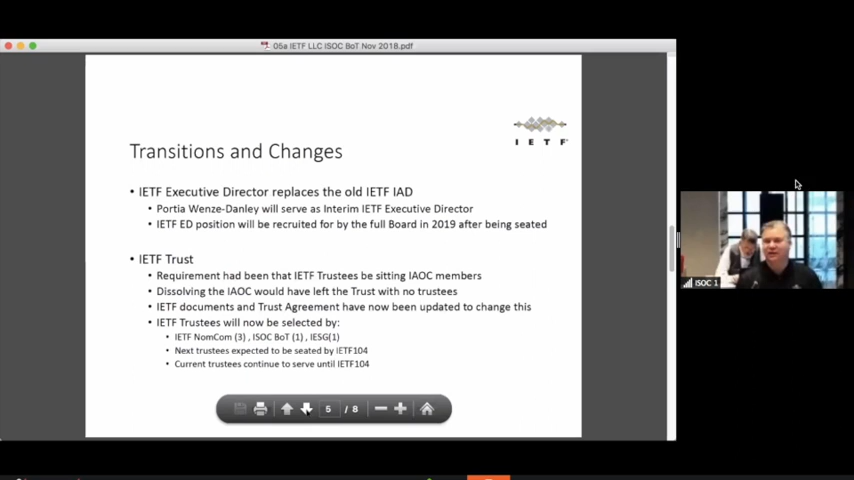 05a IETF LLC ISOC BoT Nov 2018.pdf
I E T F
Transitions and Changes
• IETF Executive Director replaces the old IETF IAD
• Portia Wenze-Danley will serve as Interim IETF Executive Director
• IETF ED position will be recruited for by the full Board in 2019 after being seated
• IETF Trust
• Requirement had been that IETF Trustees be sitting IAOC members
• Dissolving the IAOC would have left the Trust with no trustees
• IETF documents and Trust Agreement have now been updated to change this
• IETF Trustees will now be selected by:
• IETF NomCom (3) , ISOC BoT (1) , IESG(1)
• Next trustees expected to be seated by IETF104
• Current trustees continue to serve until IETF104
5 / 8
ISOC 1